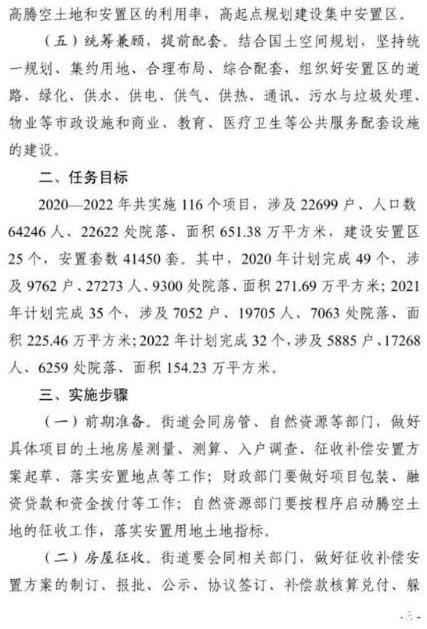 高腾空土地和安置区的利用率，高起点规划建设集中安置区。
（五）统筹兼顾，提前配套。结合国土空间规划，坚持统
一规划、集约用地、合理布局、综合配套，组织好安置区的道
路、绿化、供水、供电、供气、供热、通讯、污水与垃圾处理、
物业等市政设施和商业、教育、医疗卫生等公共服务配套设施
的建设。
二、任务目标
2020—2022 年共实施 116 个项目，涉及 22699 户、人口数
64246 人、22622 处院落、面积 651.38 万平方米，建设安置区
25 个，安置套数 41450 套。其中，2020 年计划完成 49 个，涉
及 9762 户、27273 人、9300 处院落、面积 271.69 万平方米；2021
年计划完成 35 个，涉及 7052 户、19705 人、7063 处院落、面
积 225.46 万平方米；2022 年计划完成 32 个，涉及 5885 户、17268
人、6259 处院落、面积 154.23 万平方米。
三、实施步骤
（一）前期准备。街道会同房管、自然资源等部门，做好
具体项目的土地房屋测量、测算、入户调查、征收补偿安置方
案起草、落实安置地点等工作；财政部门要做好项目包装、融
资贷款和资金拨付等工作；自然资源部门要按程序启动腾空土
地的征收工作，落实安置用地土地指标。
（二）房屋征收。街道要会同相关部门，做好征收补偿安
置方案的制订、报批、公示、协议签订、补偿款核算兑付、躲